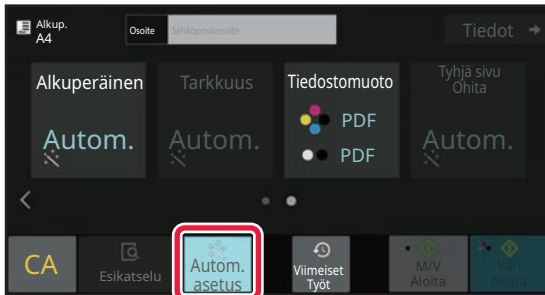 Alkup.
A4
Osoite
Sähköpostiosoite
Tiedot
Alkuperäinen
Autom.
Tarkkuus
Autom.
Tiedostomuoto
PDF
PDF
Tyhjä sivu
Ohita
Autom.
CA
Esikatselu
Autom.
asetus
Viimeiset
Työt
M/V
Aloita
Väri
Aloita